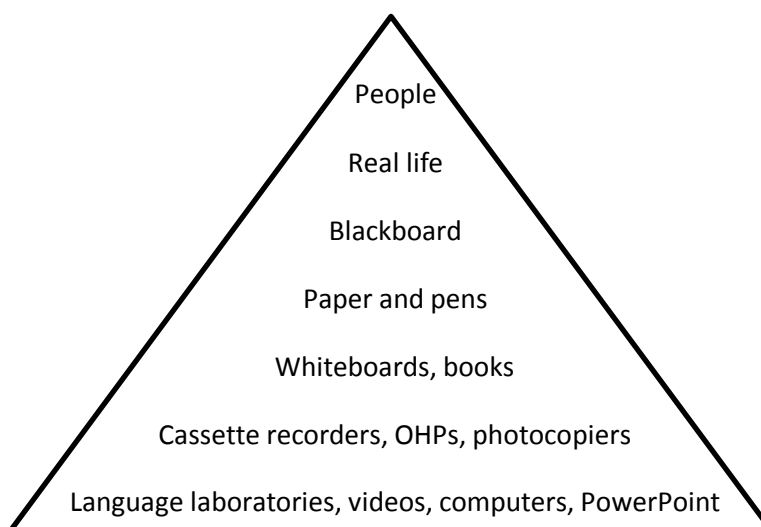 People
Real life
Blackboard
Paper and pens
Whiteboards, books
Cassette recorders, OHPs, photocopiers
Language laboratories, videos, computers, PowerPoint